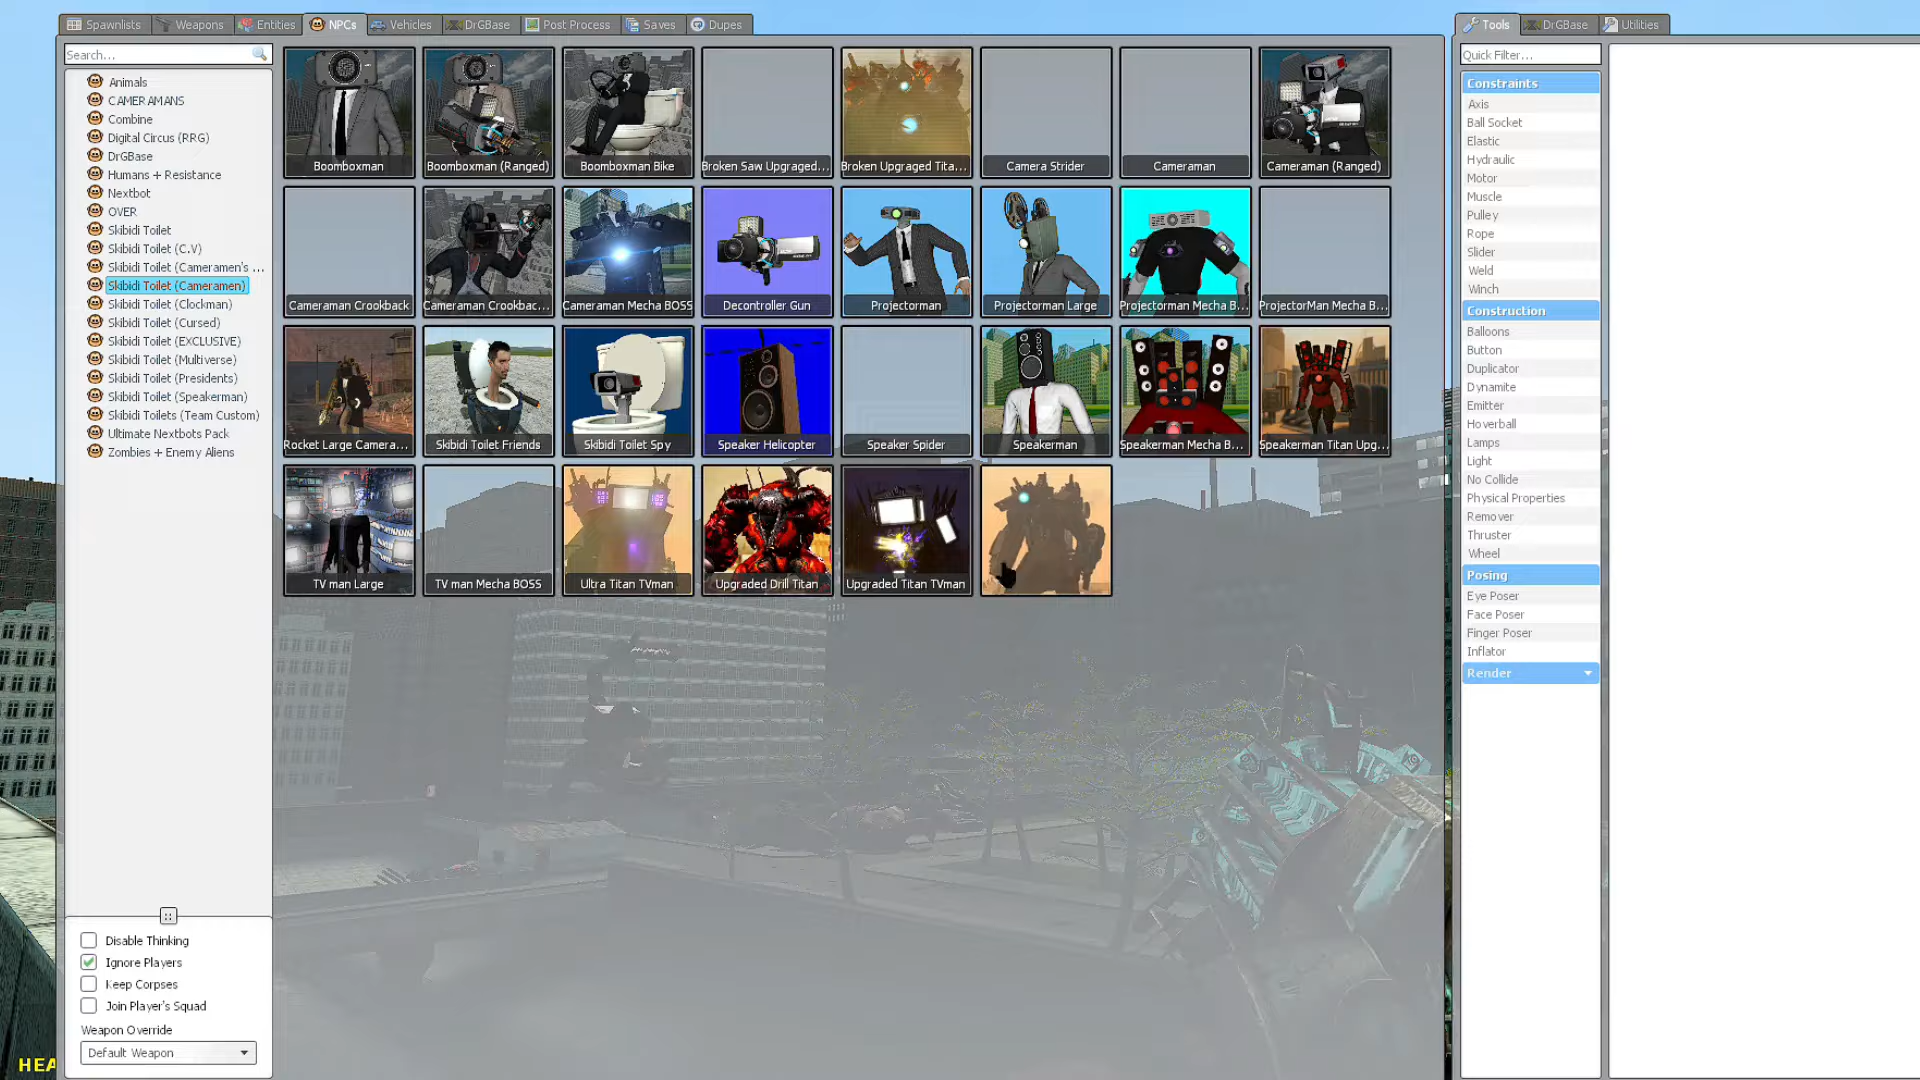 Spawnlists
Weapons
Entities
NPCs
Vehicles
DrGBase
Post Process
Saves
Dupes
Tools
DrGBase
Utilities
Search...
Animals
CAMERAMANS
Combine
Digital Circus (RRG)
DrGBase
Humans + Resistance
Nextbot
OVER
Skibidi Toilet
Skibidi Toilet (C.V)
Skibidi Toilet (Cameramen's ...
Skibidi Toilet (Cameramen)
Skibidi Toilet (Clockman)
Skibidi Toilet (Cursed)
Skibidi Toilet (EXCLUSIVE)
Skibidi Toilet (Multiverse)
Skibidi Toilet (Presidents)
Skibidi Toilet (Speakerman)
Skibidi Toilets (Team Custom)
Ultimate Nextbots Pack
Zombies + Enemy Aliens
Disable Thinking
Ignore Players
Keep Corpses
Join Player's Squad
Weapon Override
Default Weapon
HEA
Boomboxman
Boomboxman (Ranged)
Boomboxman Bike
Broken Saw Upgraded...
Broken Upgraded Tita...
Camera Strider
Cameraman
Cameraman (Ranged)
Cameraman Crookback
Cameraman Crookbac...
Cameraman Mecha BOSS
Decontroller Gun
Projectorman
Projectorman Large
Projectorman Mecha B...
ProjectorMan Mecha B...
Rocket Large Camera...
Skibidi Toilet Friends
Skibidi Toilet Spy
Speaker Helicopter
Speaker Spider
Speakerman
Speakerman Mecha B...
Speakerman Titan Upg...
TV man Large
TV man Mecha BOSS
Ultra Titan TVman
Upgraded Drill Titan
Upgraded Titan TVman
Quick Filter...
Constraints
Axis
Ball Socket
Elastic
Hydraulic
Motor
Muscle
Pulley
Rope
Slider
Weld
Winch
Construction
Balloons
Button
Duplicator
Dynamite
Emitter
Hoverball
Lamps
Light
No Collide
Physical Properties
Remover
Thruster
Wheel
Posing
Eye Poser
Face Poser
Finger Poser
Inflator
Render